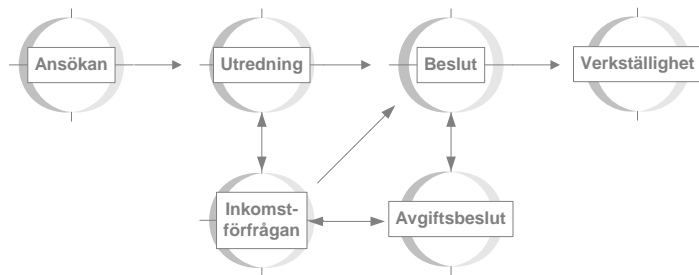 Ansökan
Utredning
Beslut
Verkställighet
Inkomst-
förfrågan
Avgiftsbeslut